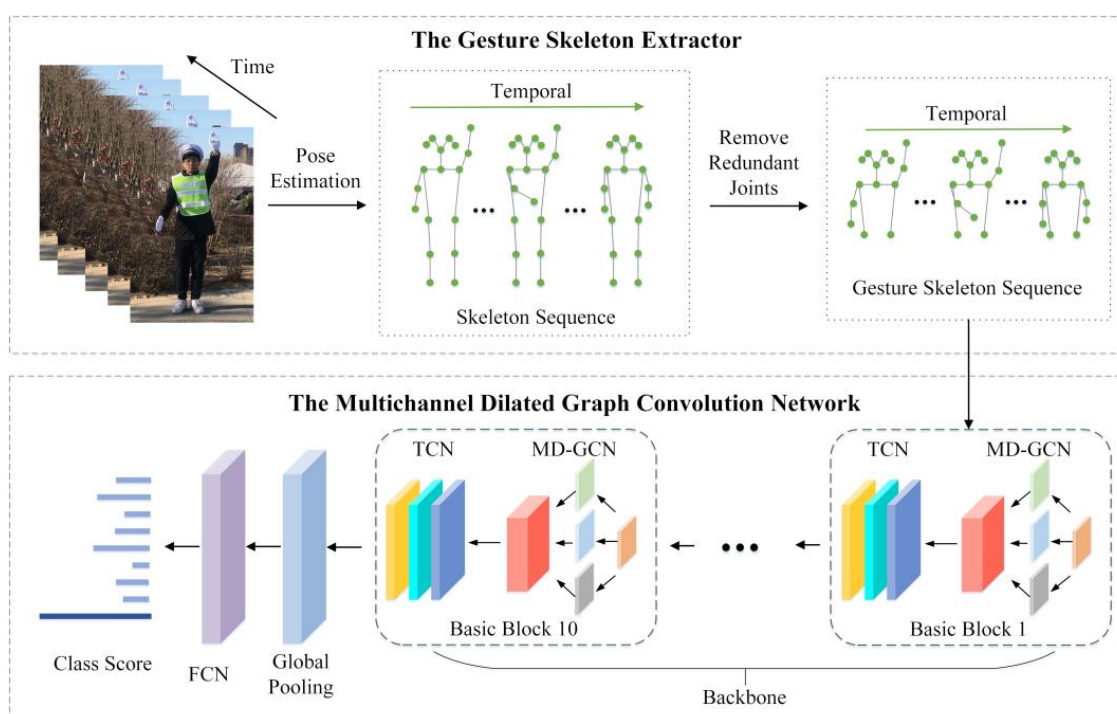 The Gesture Skeleton Extractor
Time
Pose
Estimation
Temporal
Skeleton Sequence
Remove
Redundant
Joints
Temporal
Gesture Skeleton Sequence
The Multichannel Dilated Graph Convolution Network
TCN
MD-GCN
Basic Block 10
TCN
MD-GCN
Basic Block 1
Class Score
FCN
Global
Pooling
Backbone